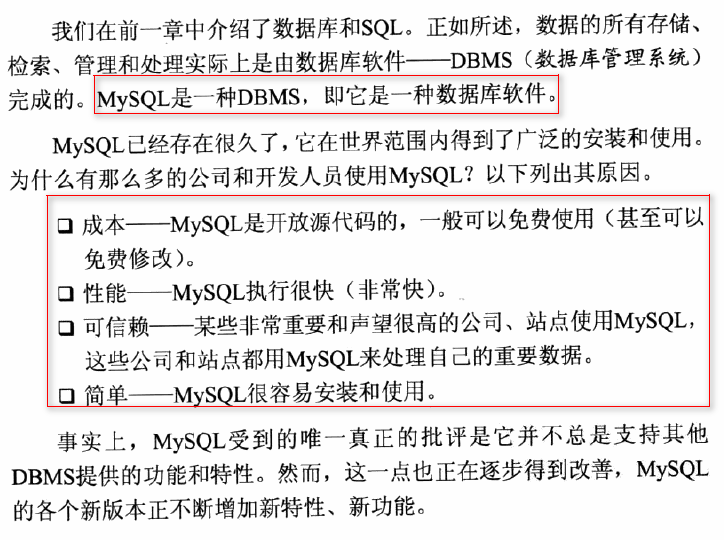 我们在前一章中介绍了数据库和SQL。正如所述，数据的所有存储、
检索、管理和处理实际上是由数据库软件——DBMS（数据库管理系统）
完成的。MySQL是一种DBMS，即它是一种数据库软件。
MySQL已经存在很久了，它在世界范围内得到了广泛的安装和使用。
为什么有那么多的公司和开发人员使用MySQL？以下列出其原因。
❑ 成本——MySQL是开放源代码的，一般可以免费使用（甚至可以
免费修改）。
❑ 性能——MySQL执行很快（非常快）。
❑ 可信赖——某些非常重要和声望很高的公司、站点使用MySQL，
这些公司和站点都用MySQL来处理自己的重要数据。
❑ 简单——MySQL很容易安装和使用。
事实上，MySQL受到的唯一真正的批评是它并不总是支持其他
DBMS提供的功能和特性。然而，这一点也正在逐步得到改善，MySQL
的各个新版本正不断增加新特性、新功能。